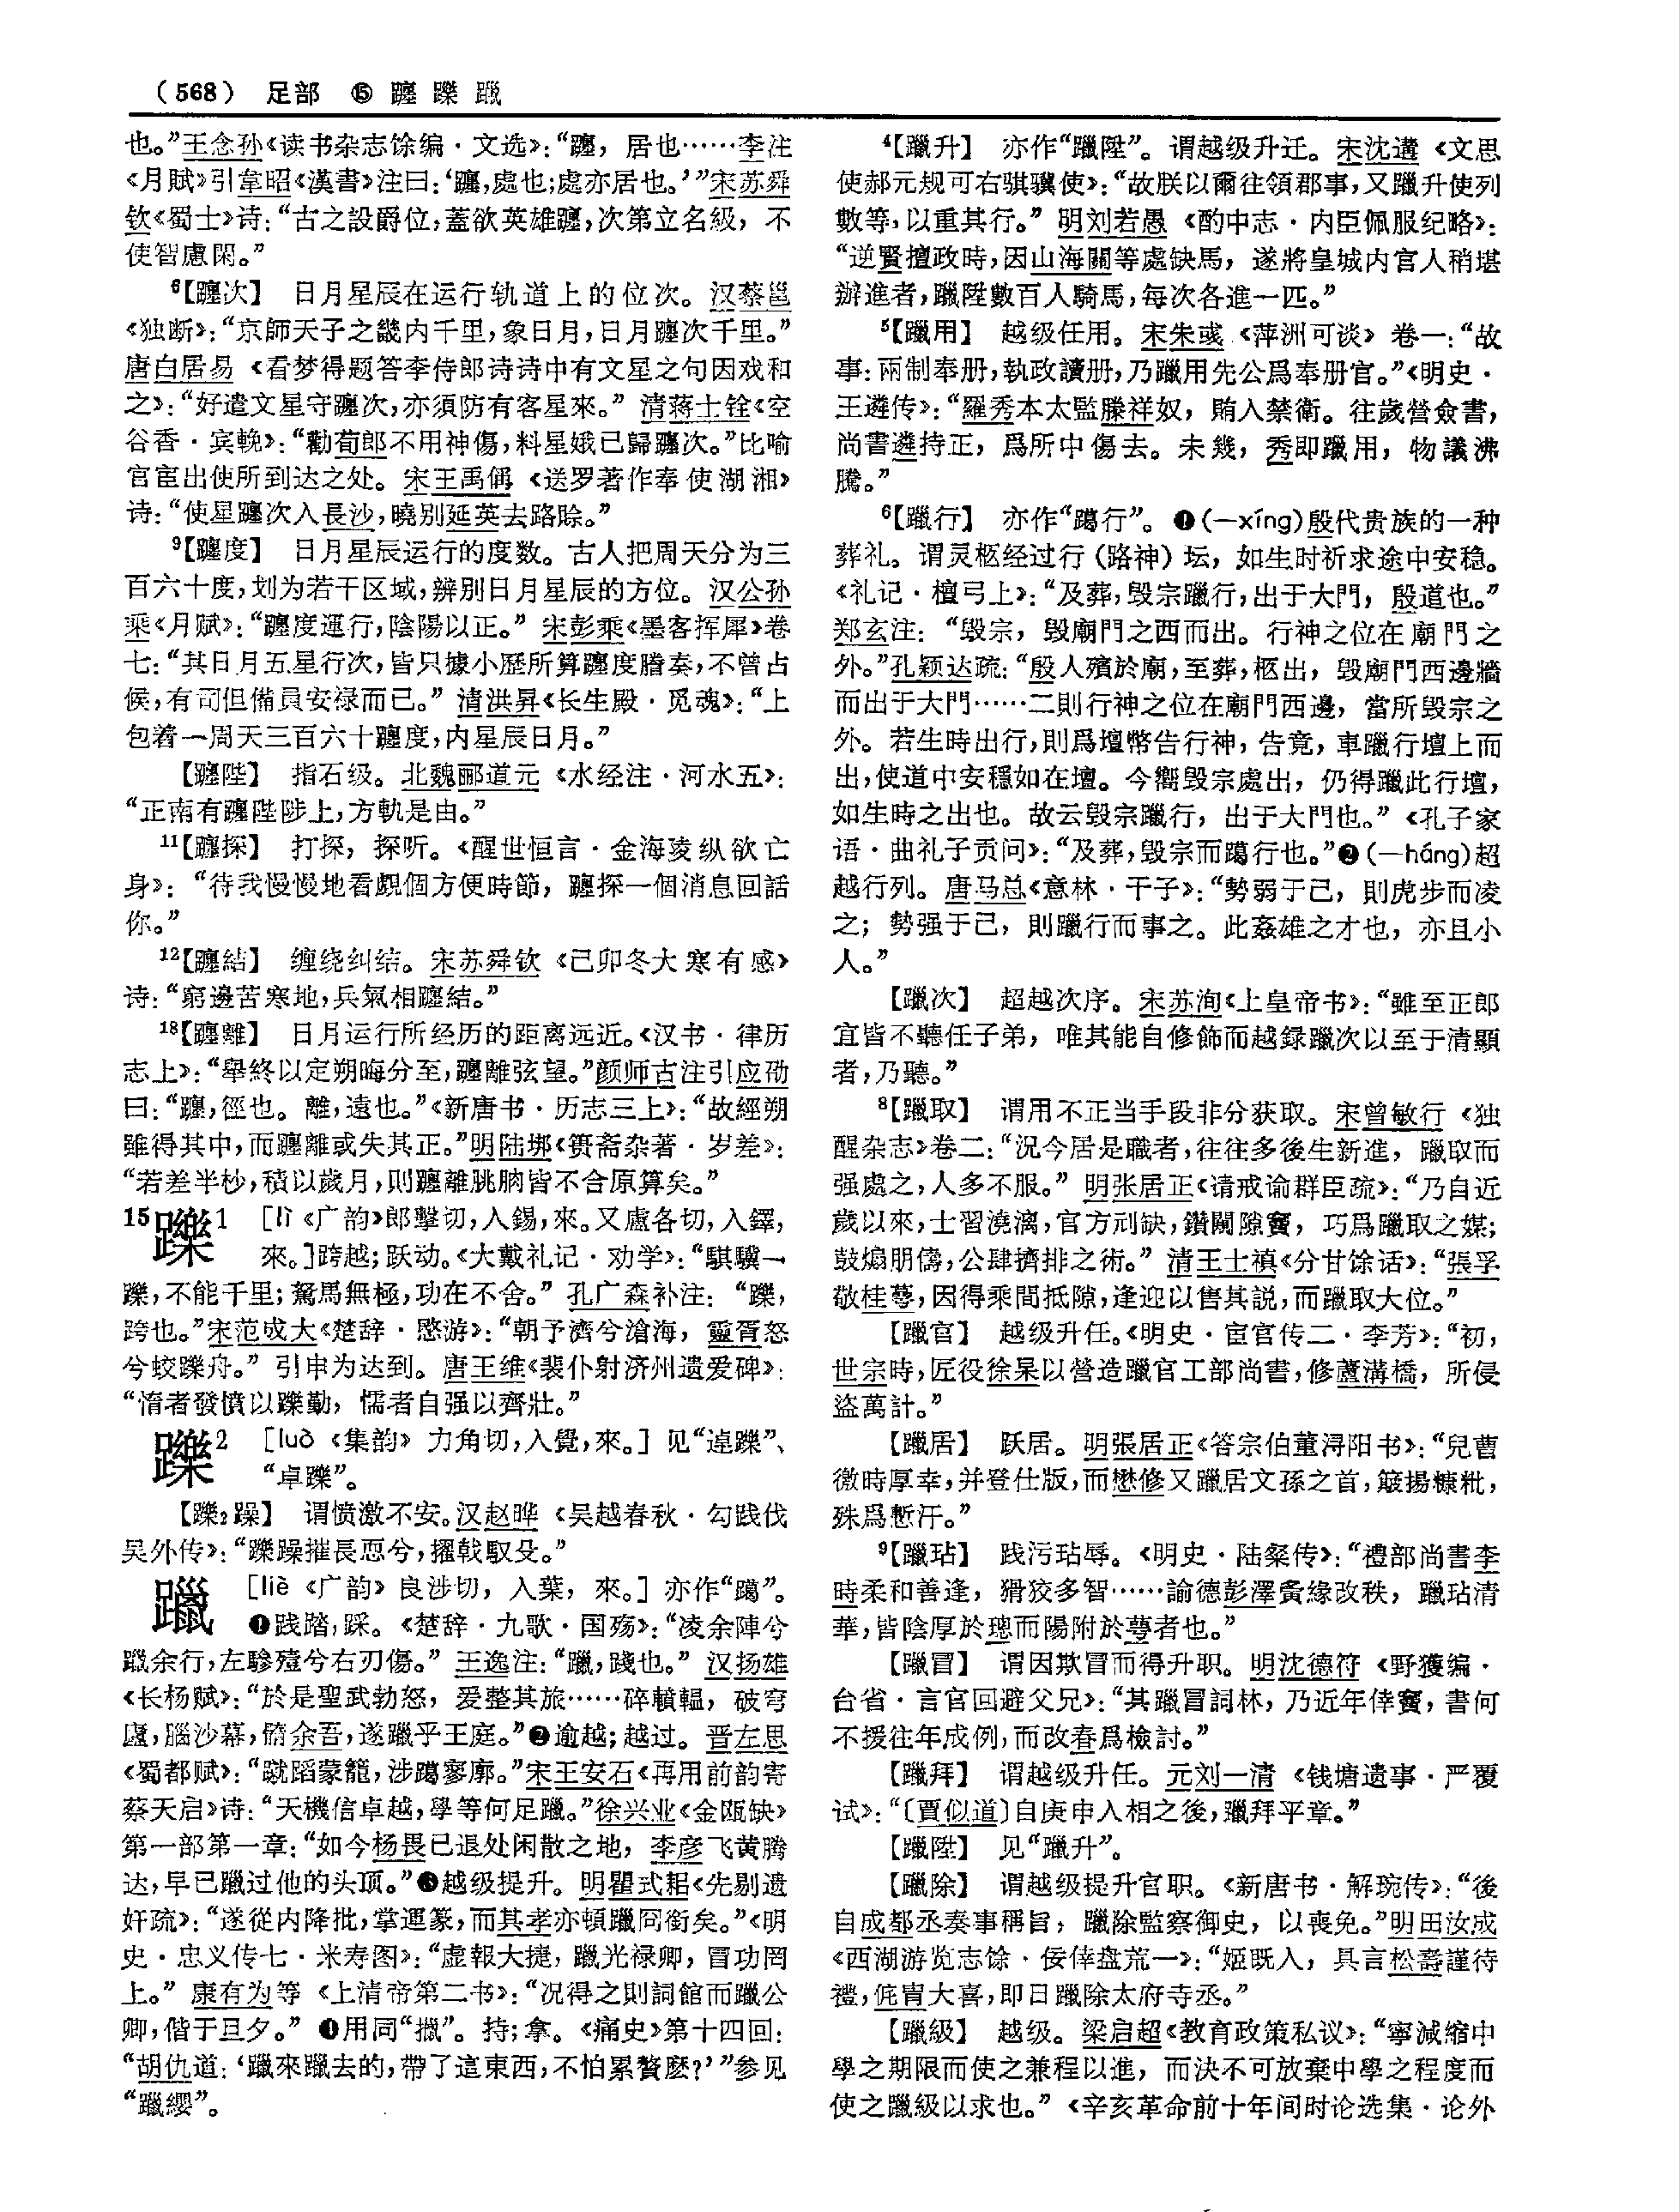 （568） 足部 ⑮ 躔 躒 躐
也。”王念孙《读书杂志馀编·文选》：“躔，居也……李注
《月賦》引韋昭《漢書》注曰：‘躔，處也；處亦居也。’”宋苏舜
钦《蜀士》诗：“古之設爵位，蓋欲英雄躔，次第立名級，不
使智慮閑。”
⁶【躔次】 日月星辰在运行轨道上的位次。汉蔡邕
《独断》：“京師天子之畿内千里，象日月，日月躔次千里。”
唐白居易《看梦得题答李侍郎诗诗中有文星之句因戏和
之》：“好遣文星守躔次，亦須防有客星來。”清蒋士铨《空
谷香·宾輓》：“勸荀郎不用神傷，料星娥已歸躔次。”比喻
官宦出使所到达之处。宋王禹偁《送罗著作奉使湖湘》
诗：“使星躔次入長沙，曉别延英去路賒。”
⁹【躔度】 日月星辰运行的度数。古人把周天分为三
百六十度，划为若干区域，辨别日月星辰的方位。汉公孙
乘《月赋》：“躔度運行，陰陽以正。”宋彭乘《墨客挥犀》卷
七：“其日月五星行次，皆只據小歷所算躔度謄奏，不曾占
候，有司但備員安禄而已。”清洪昇《长生殿·觅魂》：“上
包着一周天三百六十躔度，内星辰日月。”
【躔陛】 指石级。北魏郦道元《水经注·河水五》：
“正南有躔陛陟上，方軌是由。”
¹¹【躔探】 打探，探听。《醒世恒言·金海陵纵欲亡
身》：“待我慢慢地看覷個方便時節，躔探一個消息回話
你。”
¹²【躔結】 缠绕纠结。宋苏舜钦《己卯冬大寒有感》
诗：“窮邊苦寒地，兵氣相躔結。”
¹⁸【躔離】 日月运行所经历的距离远近。《汉书·律历
志上》：“舉終以定朔晦分至，躔離弦望。”颜师古注引应劭
曰：“躔，徑也。離，遠也。”《新唐书·历志三上》：“故經朔
雖得其中，而躔離或失其正。”明陆垹《篑斋杂著·岁差》：
“若差半秒，積以歲月，則躔離朓朒皆不合原算矣。”
15躒1 ［lì《广韵》郎擊切，入錫，來。又盧各切，入鐸，
來。］跨越；跃动。《大戴礼记·劝学》：“騏驥一
躒，不能千里；駑馬無極，功在不舍。”孔广森补注：“躒，
跨也。”宋范成大《楚辞·愍游》：“朝予濟兮滄海，靈胥怒
兮蛟躒舟。”引申为达到。唐王维《裴仆射济州遗爱碑》：
“惰者發憤以躒勤，懦者自强以齊壯。”
躒2 ［luò《集韵》力角切，入覺，來。］见“逴躒”、
“卓躒”。
【躒₂躁】 谓愤激不安。汉赵晔《吴越春秋·勾践伐
吴外传》：“躒躁摧長恧兮，擢戟馭殳。”
躐 ［liè《广韵》良涉切，入葉，來。］亦作“躢”。
❶践踏，踩。《楚辞·九歌·国殇》：“凌余陣兮
躐余行，左驂殪兮右刃傷。”王逸注：“躐，踐也。”汉扬雄
《长杨赋》：“於是聖武勃怒，爰整其旅……碎轒轀，破穹
廬，腦沙幕，髓余吾，遂躐乎王庭。”❷逾越；越过。晋左思
《蜀都赋》：“蹴蹈蒙籠，涉躢寥廓。”宋王安石《再用前韵寄
蔡天启》诗：“天機信卓越，學等何足躐。”徐兴业《金瓯缺》
第一部第一章：“如今杨畏已退处闲散之地，李彦飞黄腾
达，早已躐过他的头顶。”❸越级提升。明瞿式耜《先剔遗
奸疏》：“遂從内降批，掌運篆，而其孝亦頓躐冏銜矣。”《明
史·忠义传七·米寿图》：“虚報大捷，躐光禄卿，冒功罔
上。”康有为等《上清帝第二书》：“况得之則詞館而躐公
卿，偕于旦夕。”❹用同“擸”。持；拿。《痛史》第十四回：
“胡仇道：‘躐來躐去的，帶了這東西，不怕累贅麽？’”参见
“躐纓”。
⁴【躐升】 亦作“躐陞”。谓越级升迁。宋沈遘《文思
使郝元规可右骐骥使》：“故朕以爾往領郡事，又躐升使列
數等，以重其行。”明刘若愚《酌中志·内臣佩服纪略》：
“逆賢擅政時，因山海關等處缺馬，遂將皇城内官人稍堪
辦進者，躐陞數百人騎馬，每次各進一匹。”
⁵【躐用】 越级任用。宋朱彧《萍洲可谈》卷一：“故
事：兩制奉册，執政讀册，乃躐用先公爲奉册官。”《明史·
王遴传》：“羅秀本太監滕祥奴，賄入禁衛。往歲營僉書，
尚書遴持正，爲所中傷去。未幾，秀即躐用，物議沸
騰。”
⁶【躐行】 亦作“躢行”。❶（—xíng）殷代贵族的一种
葬礼。谓灵柩经过行（路神）坛，如生时祈求途中安稳。
《礼记·檀弓上》：“及葬，毁宗躐行，出于大門，殷道也。”
郑玄注：“毁宗，毁廟門之西而出。行神之位在廟門之
外。”孔颖达疏：“殷人殯於廟，至葬，柩出，毁廟門西邊牆
而出于大門……二則行神之位在廟門西邊，當所毁宗之
外。若生時出行，則爲壇幣告行神，告竟，車躐行壇上而
出，使道中安穩如在壇。今嚮毁宗處出，仍得躐此行壇，
如生時之出也。故云毁宗躐行，出于大門也。”《孔子家
语·曲礼子贡问》：“及葬，毁宗而躢行也。”❷（—háng）超
越行列。唐马总《意林·干子》：“勢弱于己，則虎步而凌
之；勢强于己，則躐行而事之。此姦雄之才也，亦且小
人。”
【躐次】 超越次序。宋苏洵《上皇帝书》：“雖至正郎
宜皆不聽任子弟，唯其能自修飾而越録躐次以至于清顯
者，乃聽。”
⁸【躐取】 谓用不正当手段非分获取。宋曾敏行《独
醒杂志》卷二：“況今居是職者，往往多後生新進，躐取而
强處之，人多不服。”明张居正《请戒谕群臣疏》：“乃自近
歲以來，士習澆漓，官方刓缺，鑽闚隙竇，巧爲躐取之媒；
鼓煽朋儔，公肆擠排之術。”清王士禛《分甘馀话》：“張孚
敬桂萼，因得乘間抵隙，逢迎以售其説，而躐取大位。”
【躐官】 越级升任。《明史·宦官传二·李芳》：“初，
世宗時，匠役徐杲以營造躐官工部尚書，修蘆溝橋，所侵
盜萬計。”
【躐居】 跃居。明張居正《答宗伯董浔阳书》：“兒曹
徼時厚幸，并登仕版，而懋修又躐居文孫之首，簸揚糠粃，
殊爲慙汗。”
⁹【躐玷】 践污玷辱。《明史·陆粲传》：“禮部尚書李
時柔和善逢，猾狡多智……諭德彭澤夤緣改秩，躐玷清
華，皆陰厚於璁而陽附於萼者也。”
【躐冒】 谓因欺冒而得升职。明沈德符《野獲编·
台省·言官回避父兄》：“其躐冒詞林，乃近年倖竇，書何
不援往年成例，而改春爲檢討。”
【躐拜】 谓越级升任。元刘一清《钱塘遗事·严覆
试》：“〔賈似道〕自庚申入相之後，躐拜平章。”
【躐陞】 见“躐升”。
【躐除】 谓越级提升官职。《新唐书·解琬传》：“後
自成都丞奏事稱旨，躐除監察御史，以喪免。”明田汝成
《西湖游览志馀·佞倖盘荒一》：“姬既入，具言松壽謹待
禮，侂胄大喜，即日躐除太府寺丞。”
【躐級】 越级。梁启超《教育政策私议》：“寧減縮中
學之期限而使之兼程以進，而決不可放棄中學之程度而
使之躐級以求也。”《辛亥革命前十年间时论选集·论外